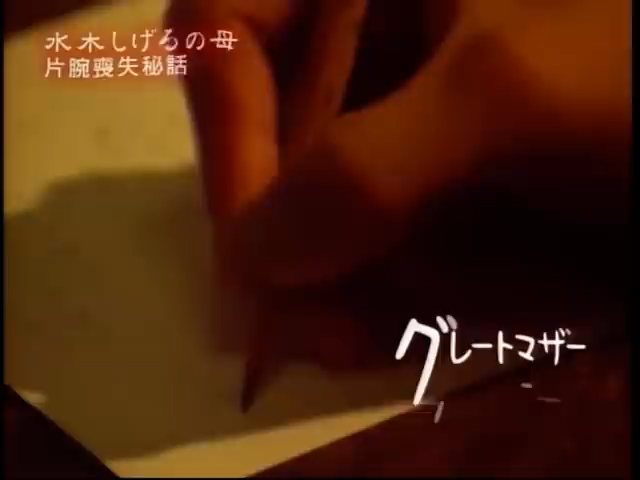 水木しげるの母
片腕喪失秘話
グレートマザー